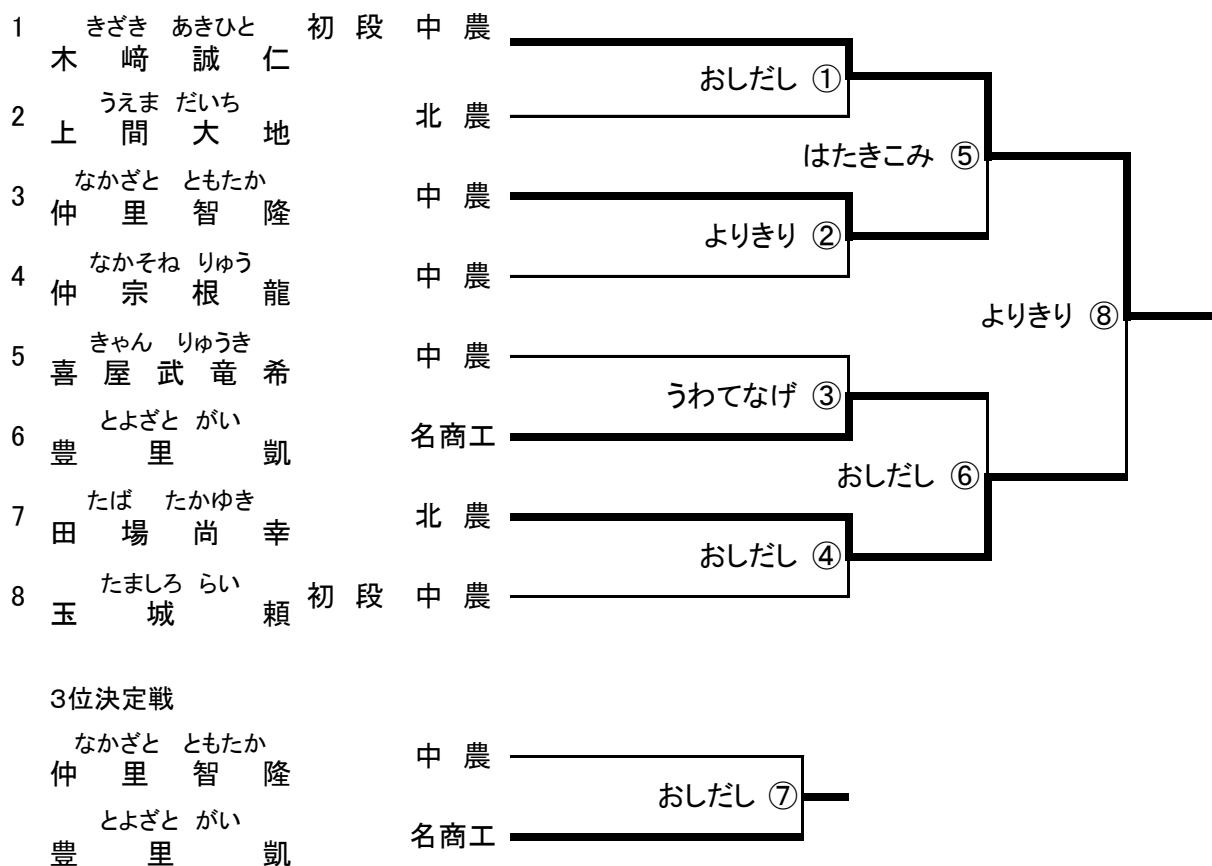 1 きざき あきひと 初段 中農
木﨑誠仁
おしだし ①
2 うえま だいち 北農
上間大地
はたきこみ ⑤
3 なかざと ともたか 中農
仲里智隆
よりきり ②
4 なかそね りゅう 中農
仲宗根龍
よりきり ⑧
5 きゃん りゅうき 中農
喜屋武竜希
うわてなげ ③
6 とよざと がい 名商工
豊里凱
おしだし ⑥
7 たば たかゆき 北農
田場尚幸
おしだし ④
8 たましろ らい 初段 中農
玉城頼
3位決定戦
なかざと ともたか 中農
仲里智隆
おしだし ⑦
とよざと がい 名商工
豊里凱